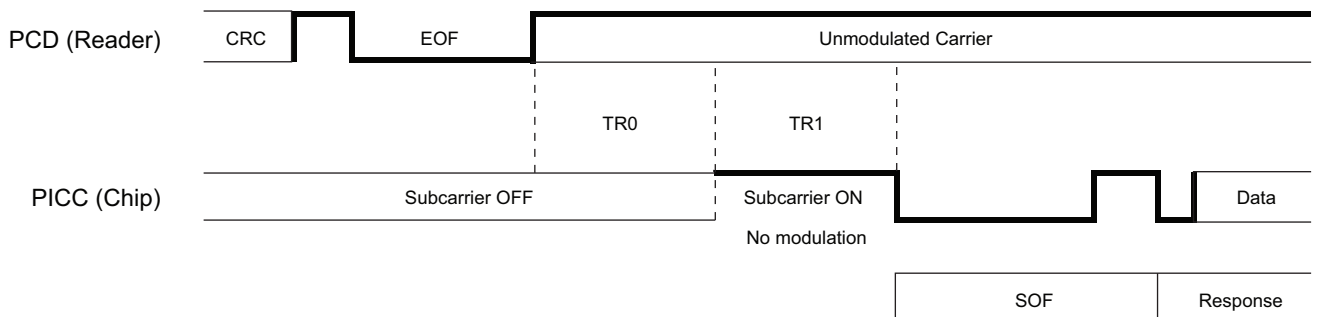 PCD (Reader) CRC EOF Unmodulated Carrier
TR0 TR1
PICC (Chip) Subcarrier OFF Subcarrier ON Data
No modulation
SOF Response